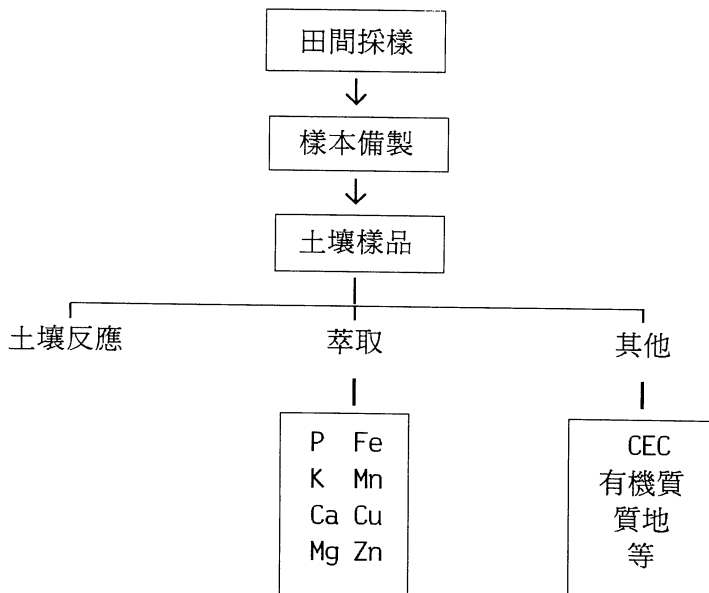 田間採樣
樣本備製
土壤樣品
土壤反應 萃取 其他
P Fe
K Mn
Ca Cu
Mg Zn
CEC
有機質
質地
等